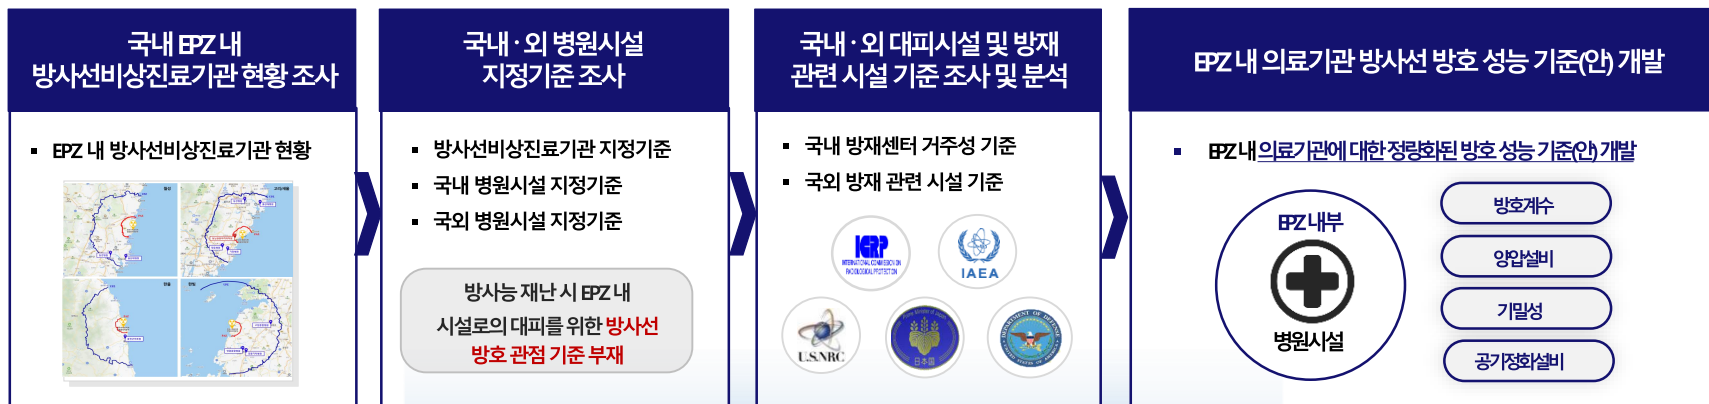 국내 EPZ 내
방사선비상진료기관 현황 조사
▪ EPZ 내 방사선비상진료기관 현황
국내 · 외 병원시설
지정기준 조사
▪ 방사선비상진료기관 지정기준
▪ 국내 병원시설 지정기준
▪ 국외 병원시설 지정기준
방사능 재난 시 EPZ 내
시설로의 대피를 위한 방사선
방호 관점 기준 부재
국내 · 외 대피시설 및 방재
관련 시설 기준 조사 및 분석
▪ 국내 방재센터 거주성 기준
▪ 국외 방재 관련 시설 기준
ICRP
INTERNATIONAL COMMISSION ON
RADIOLOGICAL PROTECTION
IAEA
U.S.NRC
日本国
DEPARTMENT OF DEFENSE
EPZ 내 의료기관 방사선 방호 성능 기준(안) 개발
▪ EPZ 내 의료기관에 대한 정량화된 방호 성능 기준(안) 개발
EPZ 내부
병원시설
방호계수
양압설비
기밀성
공기정화설비